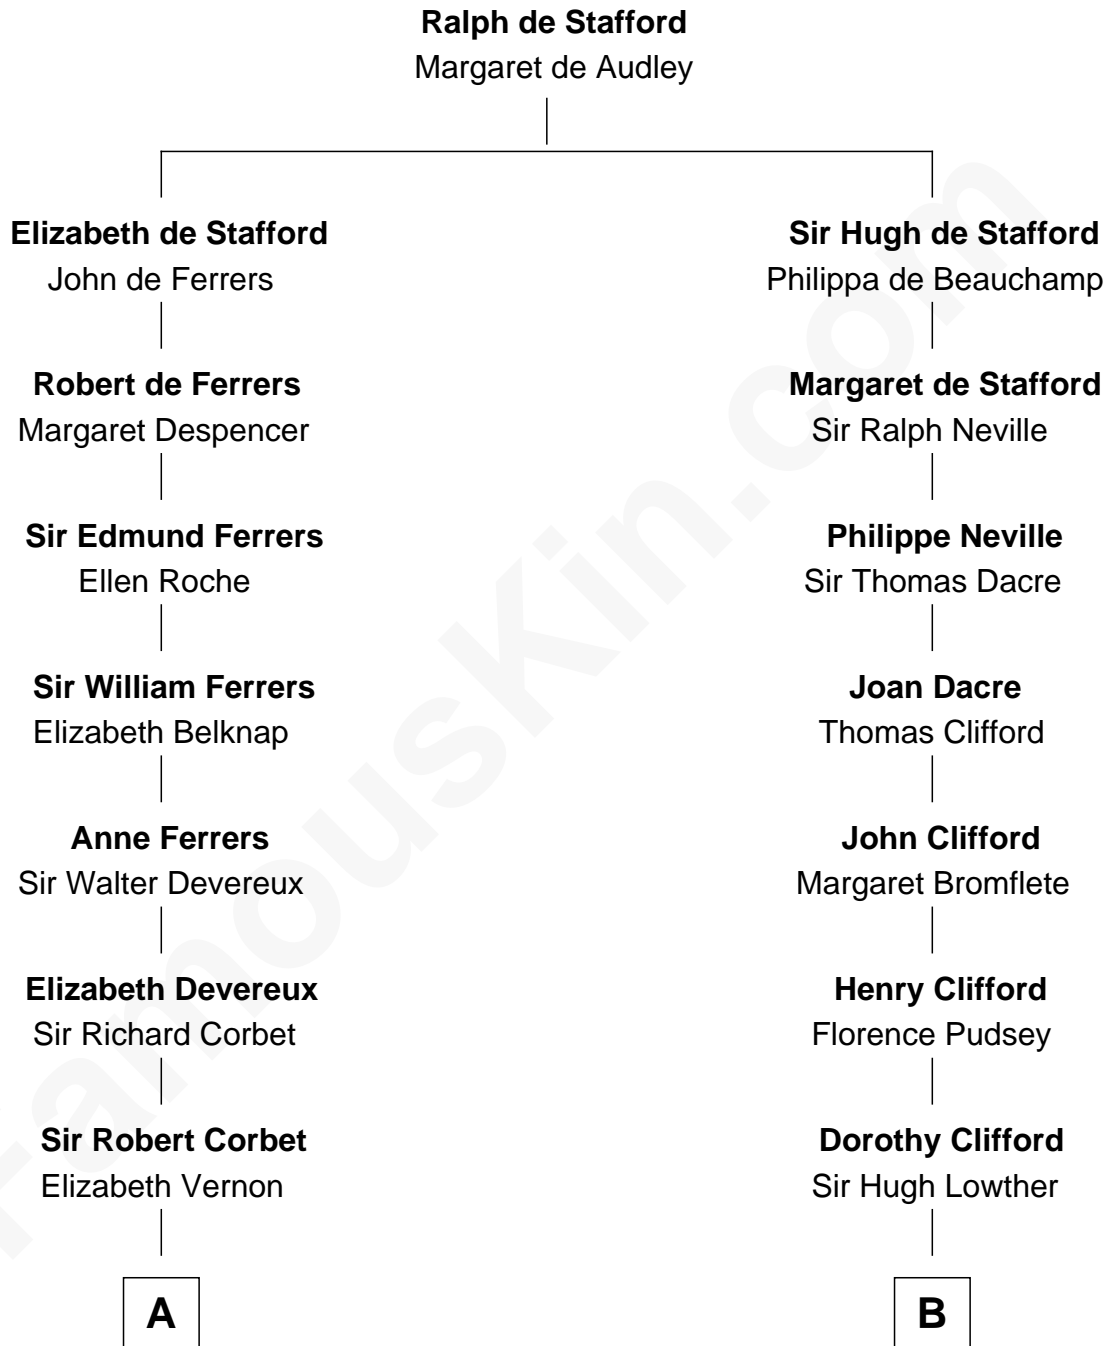 Ralph de Stafford
Margaret de Audley
Elizabeth de Stafford
John de Ferrers
Sir Hugh de Stafford
Philippa de Beauchamp
Robert de Ferrers
Margaret Despencer
Margaret de Stafford
Sir Ralph Neville
Sir Edmund Ferrers
Ellen Roche
Philippe Neville
Sir Thomas Dacre
Sir William Ferrers
Elizabeth Belknap
Joan Dacre
Thomas Clifford
Anne Ferrers
Sir Walter Devereux
John Clifford
Margaret Bromflete
Elizabeth Devereux
Sir Richard Corbet
Henry Clifford
Florence Pudsey
Sir Robert Corbet
Elizabeth Vernon
Dorothy Clifford
Sir Hugh Lowther
A
B
FamousKin.com